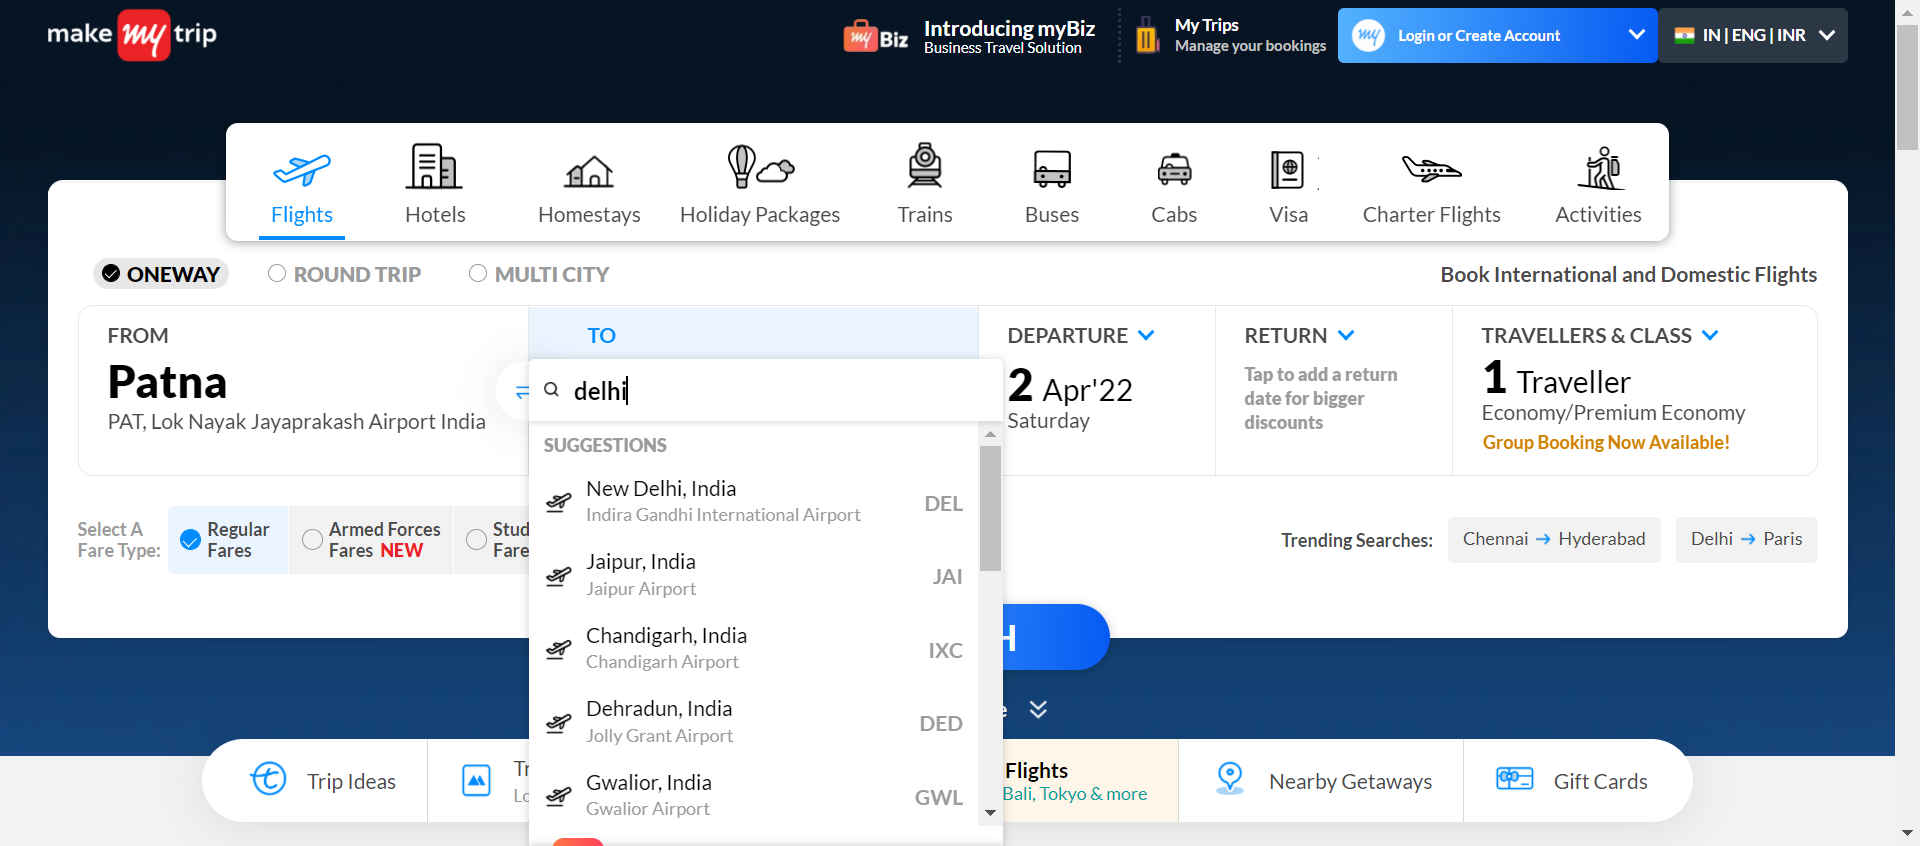 make my trip
my Biz
Introducing myBiz
Business Travel Solution
My Trips
Manage your bookings
my
Login or Create Account
IN | ENG | INR
Flights
Hotels
Homestays
Holiday Packages
Trains
Buses
Cabs
Visa
Charter Flights
Activities
ONEWAY
ROUND TRIP
MULTI CITY
Book International and Domestic Flights
FROM
Patna
PAT, Lok Nayak Jayaprakash Airport India
TO
delhi
SUGGESTIONS
New Delhi, India
Indira Gandhi International Airport
DEL
Jaipur, India
Jaipur Airport
JAI
Chandigarh, India
Chandigarh Airport
IXC
Dehradun, India
Jolly Grant Airport
DED
Gwalior, India
Gwalior Airport
GWL
DEPARTURE
2 Apr'22
Saturday
RETURN
Tap to add a return
date for bigger
discounts
TRAVELLERS & CLASS
1 Traveller
Economy/Premium Economy
Group Booking Now Available!
Select A
Fare Type:
Regular
Fares
Armed Forces
Fares NEW
Stud
Fare
Trending Searches:
Chennai → Hyderabad
Delhi → Paris
H
Trip Ideas
Tr
Lo
Flights
Bali, Tokyo & more
Nearby Getaways
Gift Cards